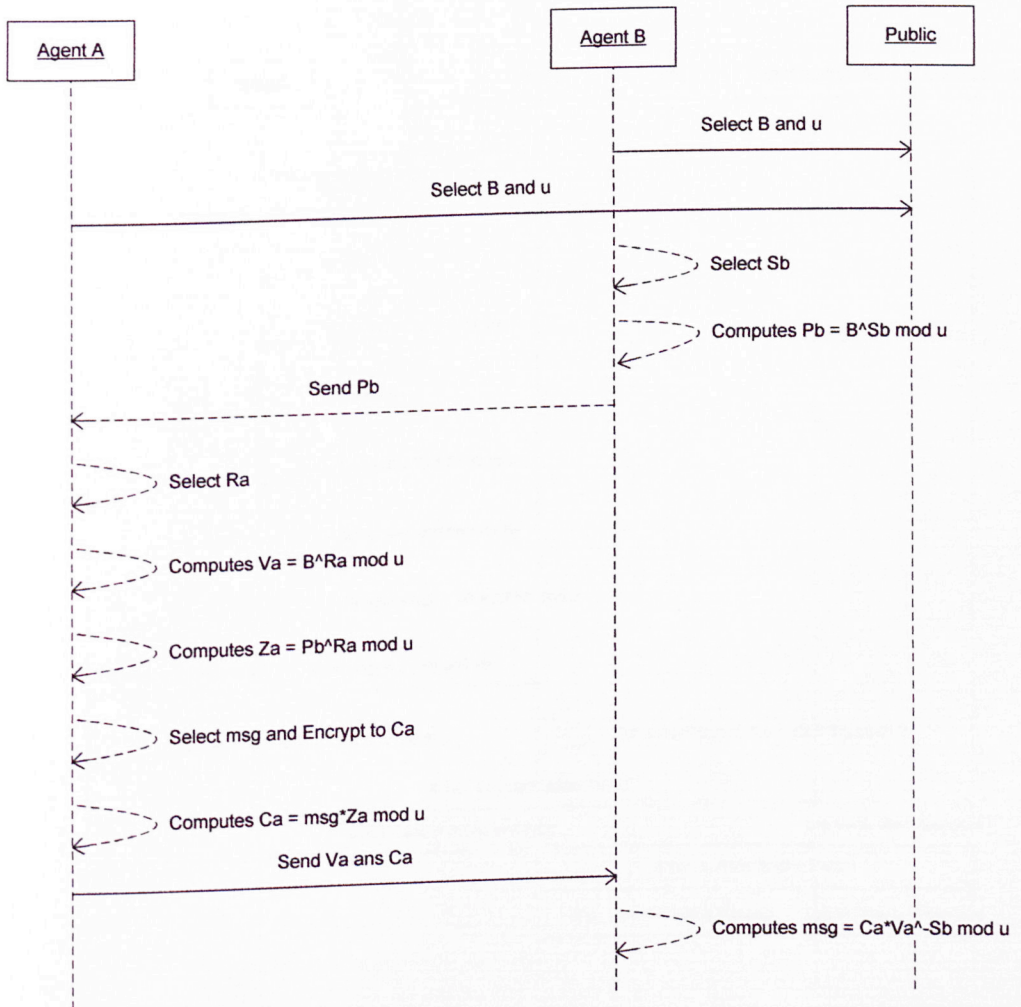 Agent A
Agent B
Public
Select B and u
Select B and u
Select Sb
Computes Pb = B^Sb mod u
Send Pb
Select Ra
Computes Va = B^Ra mod u
Computes Za = Pb^Ra mod u
Select msg and Encrypt to Ca
Computes Ca = msg*Za mod u
Send Va ans Ca
Computes msg = Ca*Va^-Sb mod u